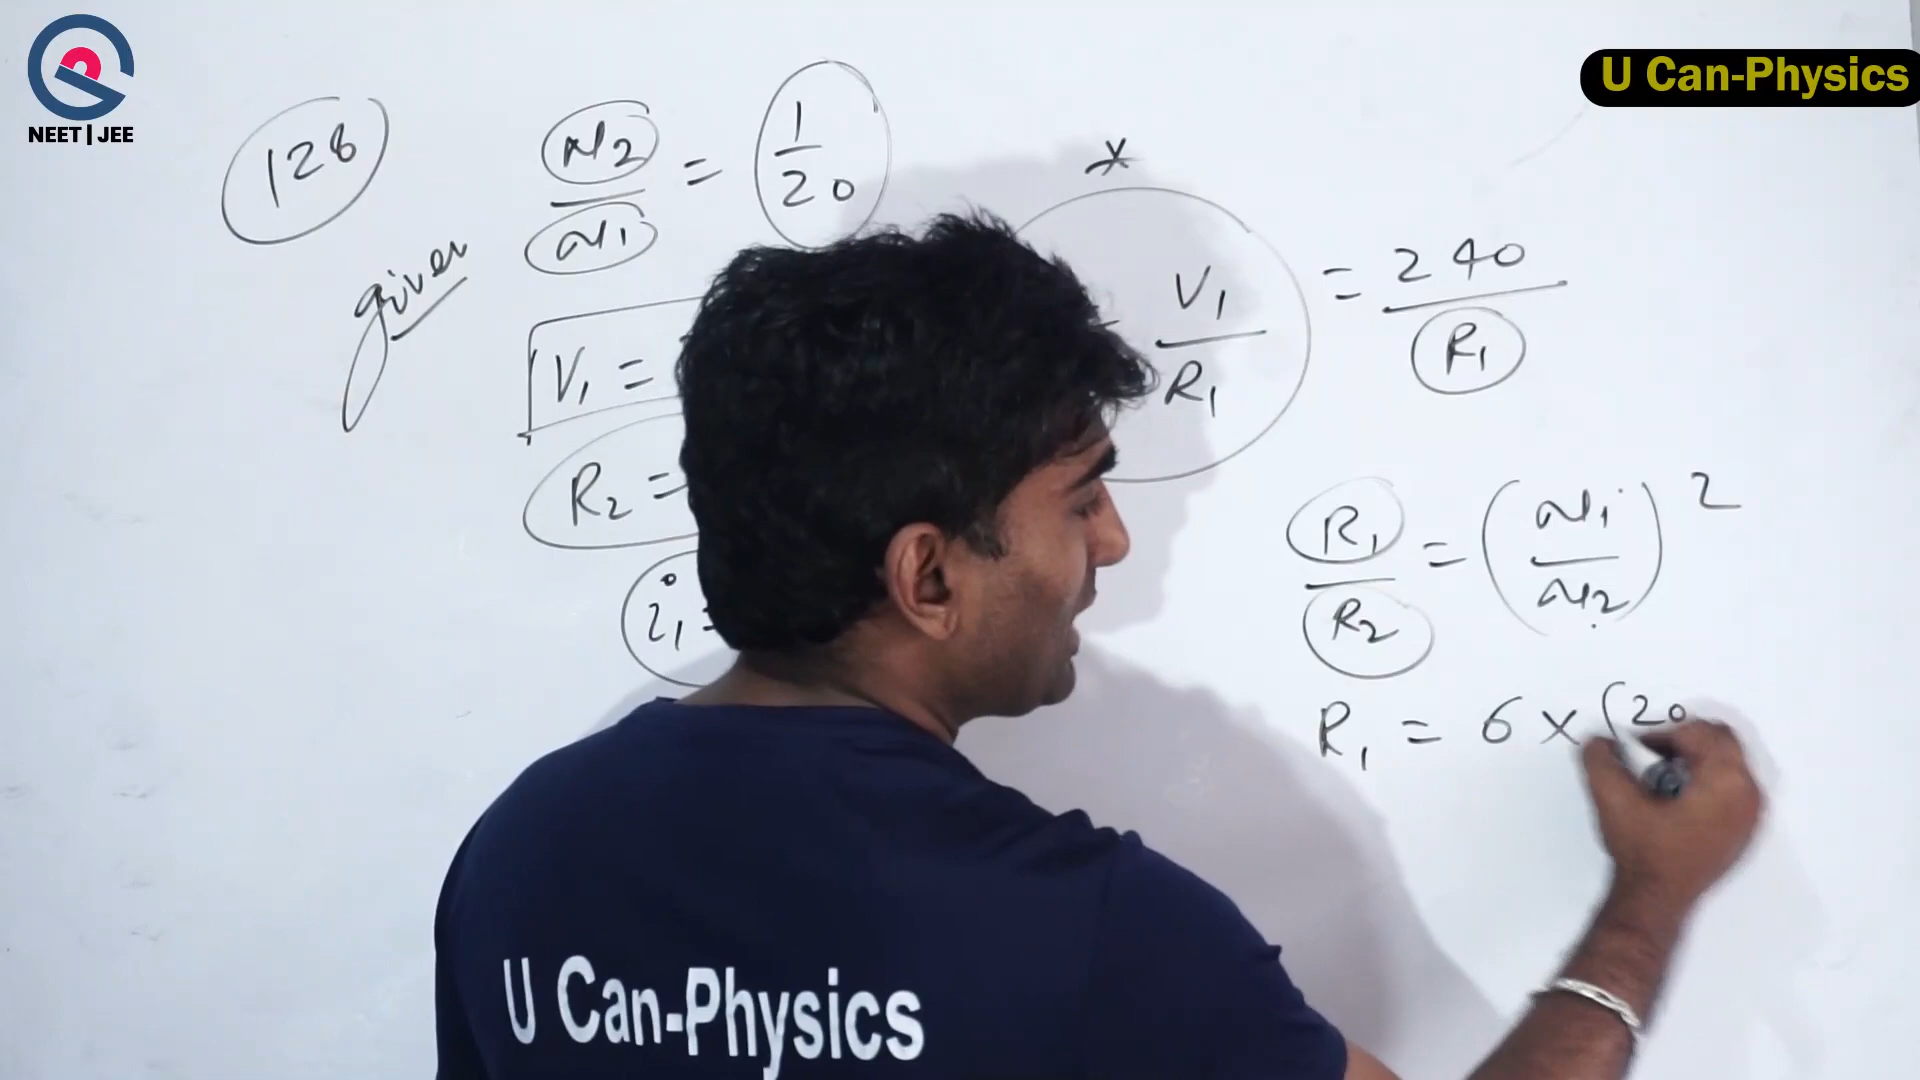 NEET|JEE
U Can-Physics
128
given
N2/N1 = 1/20
V1 =
R2 =
i1 =
*
V1/R1 = 240/R1
R1/R2 = (N1/N2)^2
R1 = 6 × (20
U Can-Physics